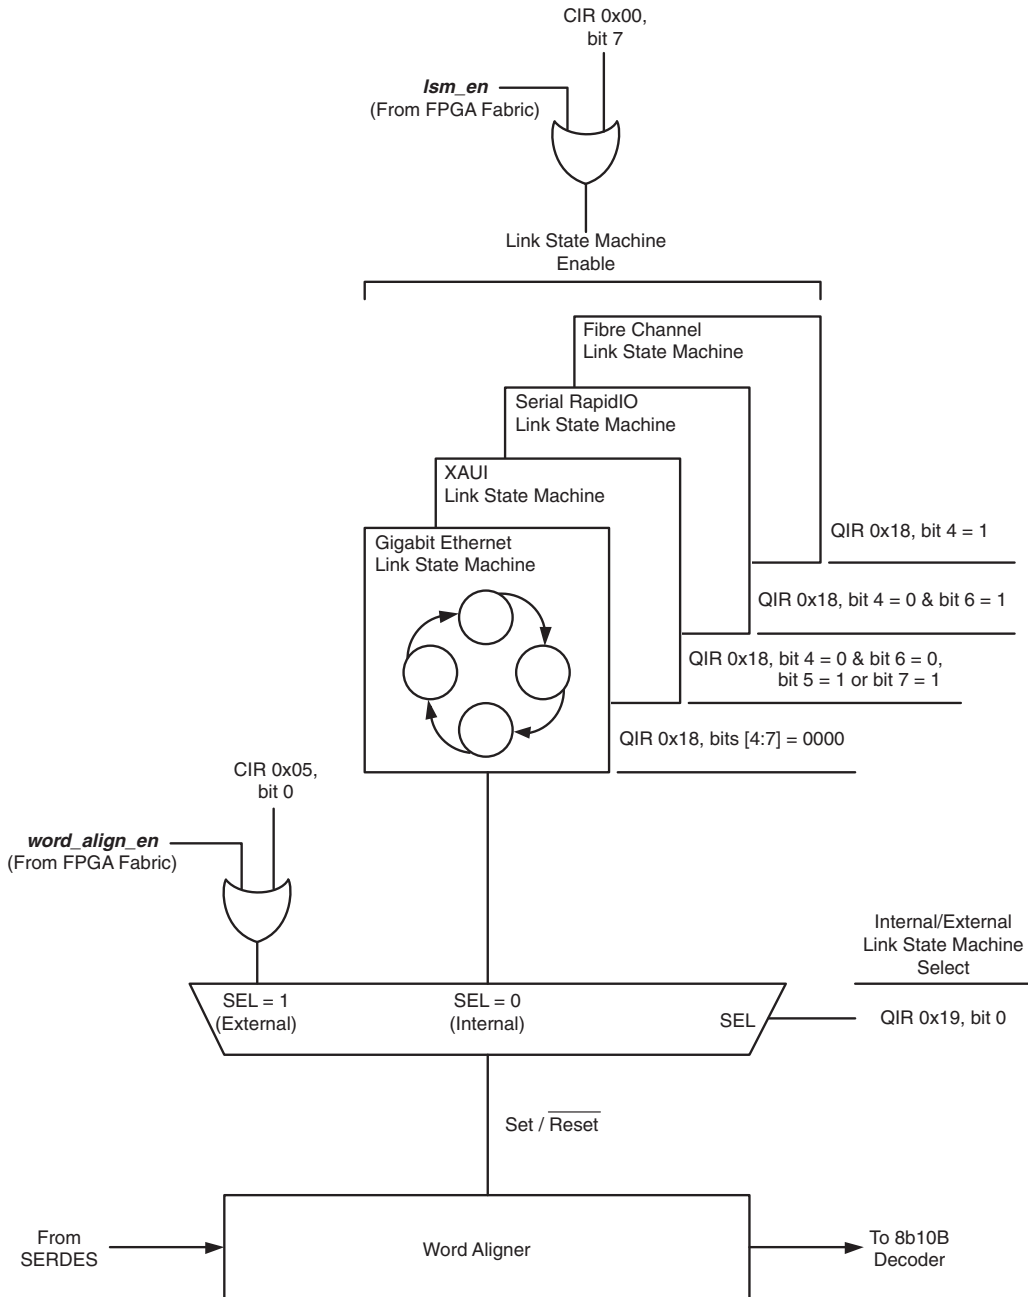 CIR 0x00,
bit 7
lsm_en
(From FPGA Fabric)
Link State Machine
Enable
Fibre Channel
Link State Machine
Serial RapidIO
Link State Machine
XAUI
Link State Machine
Gigabit Ethernet
Link State Machine
QIR 0x18, bit 4 = 1
QIR 0x18, bit 4 = 0 & bit 6 = 1
QIR 0x18, bit 4 = 0 & bit 6 = 0,
bit 5 = 1 or bit 7 = 1
QIR 0x18, bits [4:7] = 0000
CIR 0x05,
bit 0
word_align_en
(From FPGA Fabric)
Internal/External
Link State Machine
Select
SEL = 1
(External)
SEL = 0
(Internal)
SEL
QIR 0x19, bit 0
Set / Reset
From
SERDES
Word Aligner
To 8b10B
Decoder